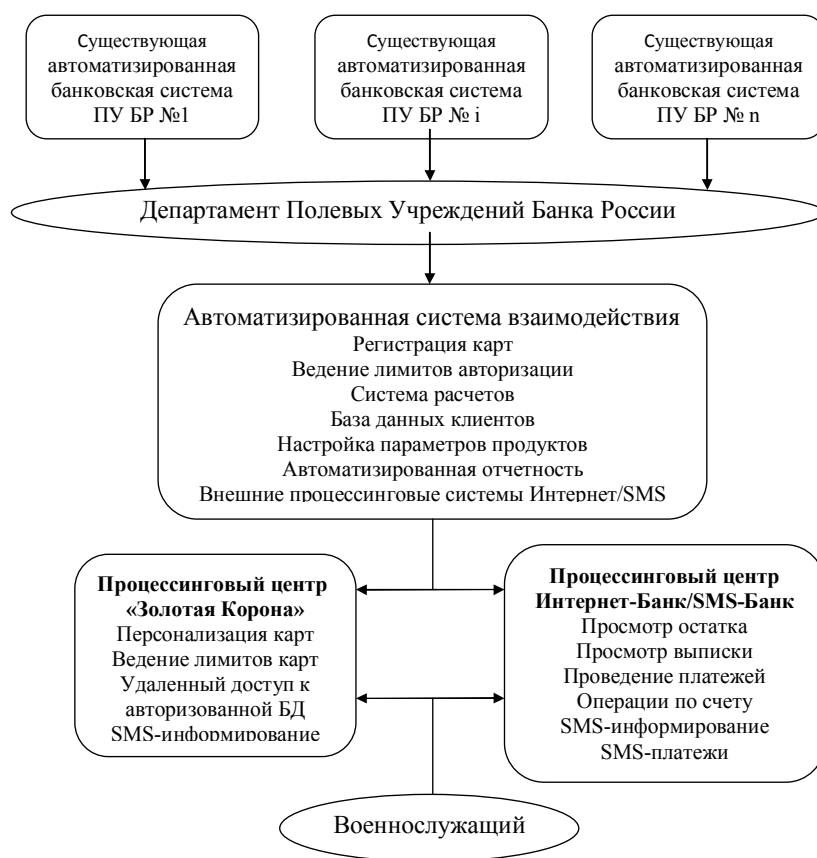 Существующая
автоматизированная
банковская система
ПУ БР №1
Существующая
автоматизированная
банковская система
ПУ БР № i
Существующая
автоматизированная
банковская система
ПУ БР № n
Департамент Полевых Учреждений Банка России
Автоматизированная система взаимодействия
Регистрация карт
Ведение лимитов авторизации
Система расчетов
База данных клиентов
Настройка параметров продуктов
Автоматизированная отчетность
Внешние процессинговые системы Интернет/SMS
Процессинговый центр
«Золотая Корона»
Персонализация карт
Ведение лимитов карт
Удаленный доступ к
авторизованной БД
SMS-информирование
Процессинговый центр
Интернет-Банк/SMS-Банк
Просмотр остатка
Просмотр выписки
Проведение платежей
Операции по счету
SMS-информирование
SMS-платежи
Военнослужащий